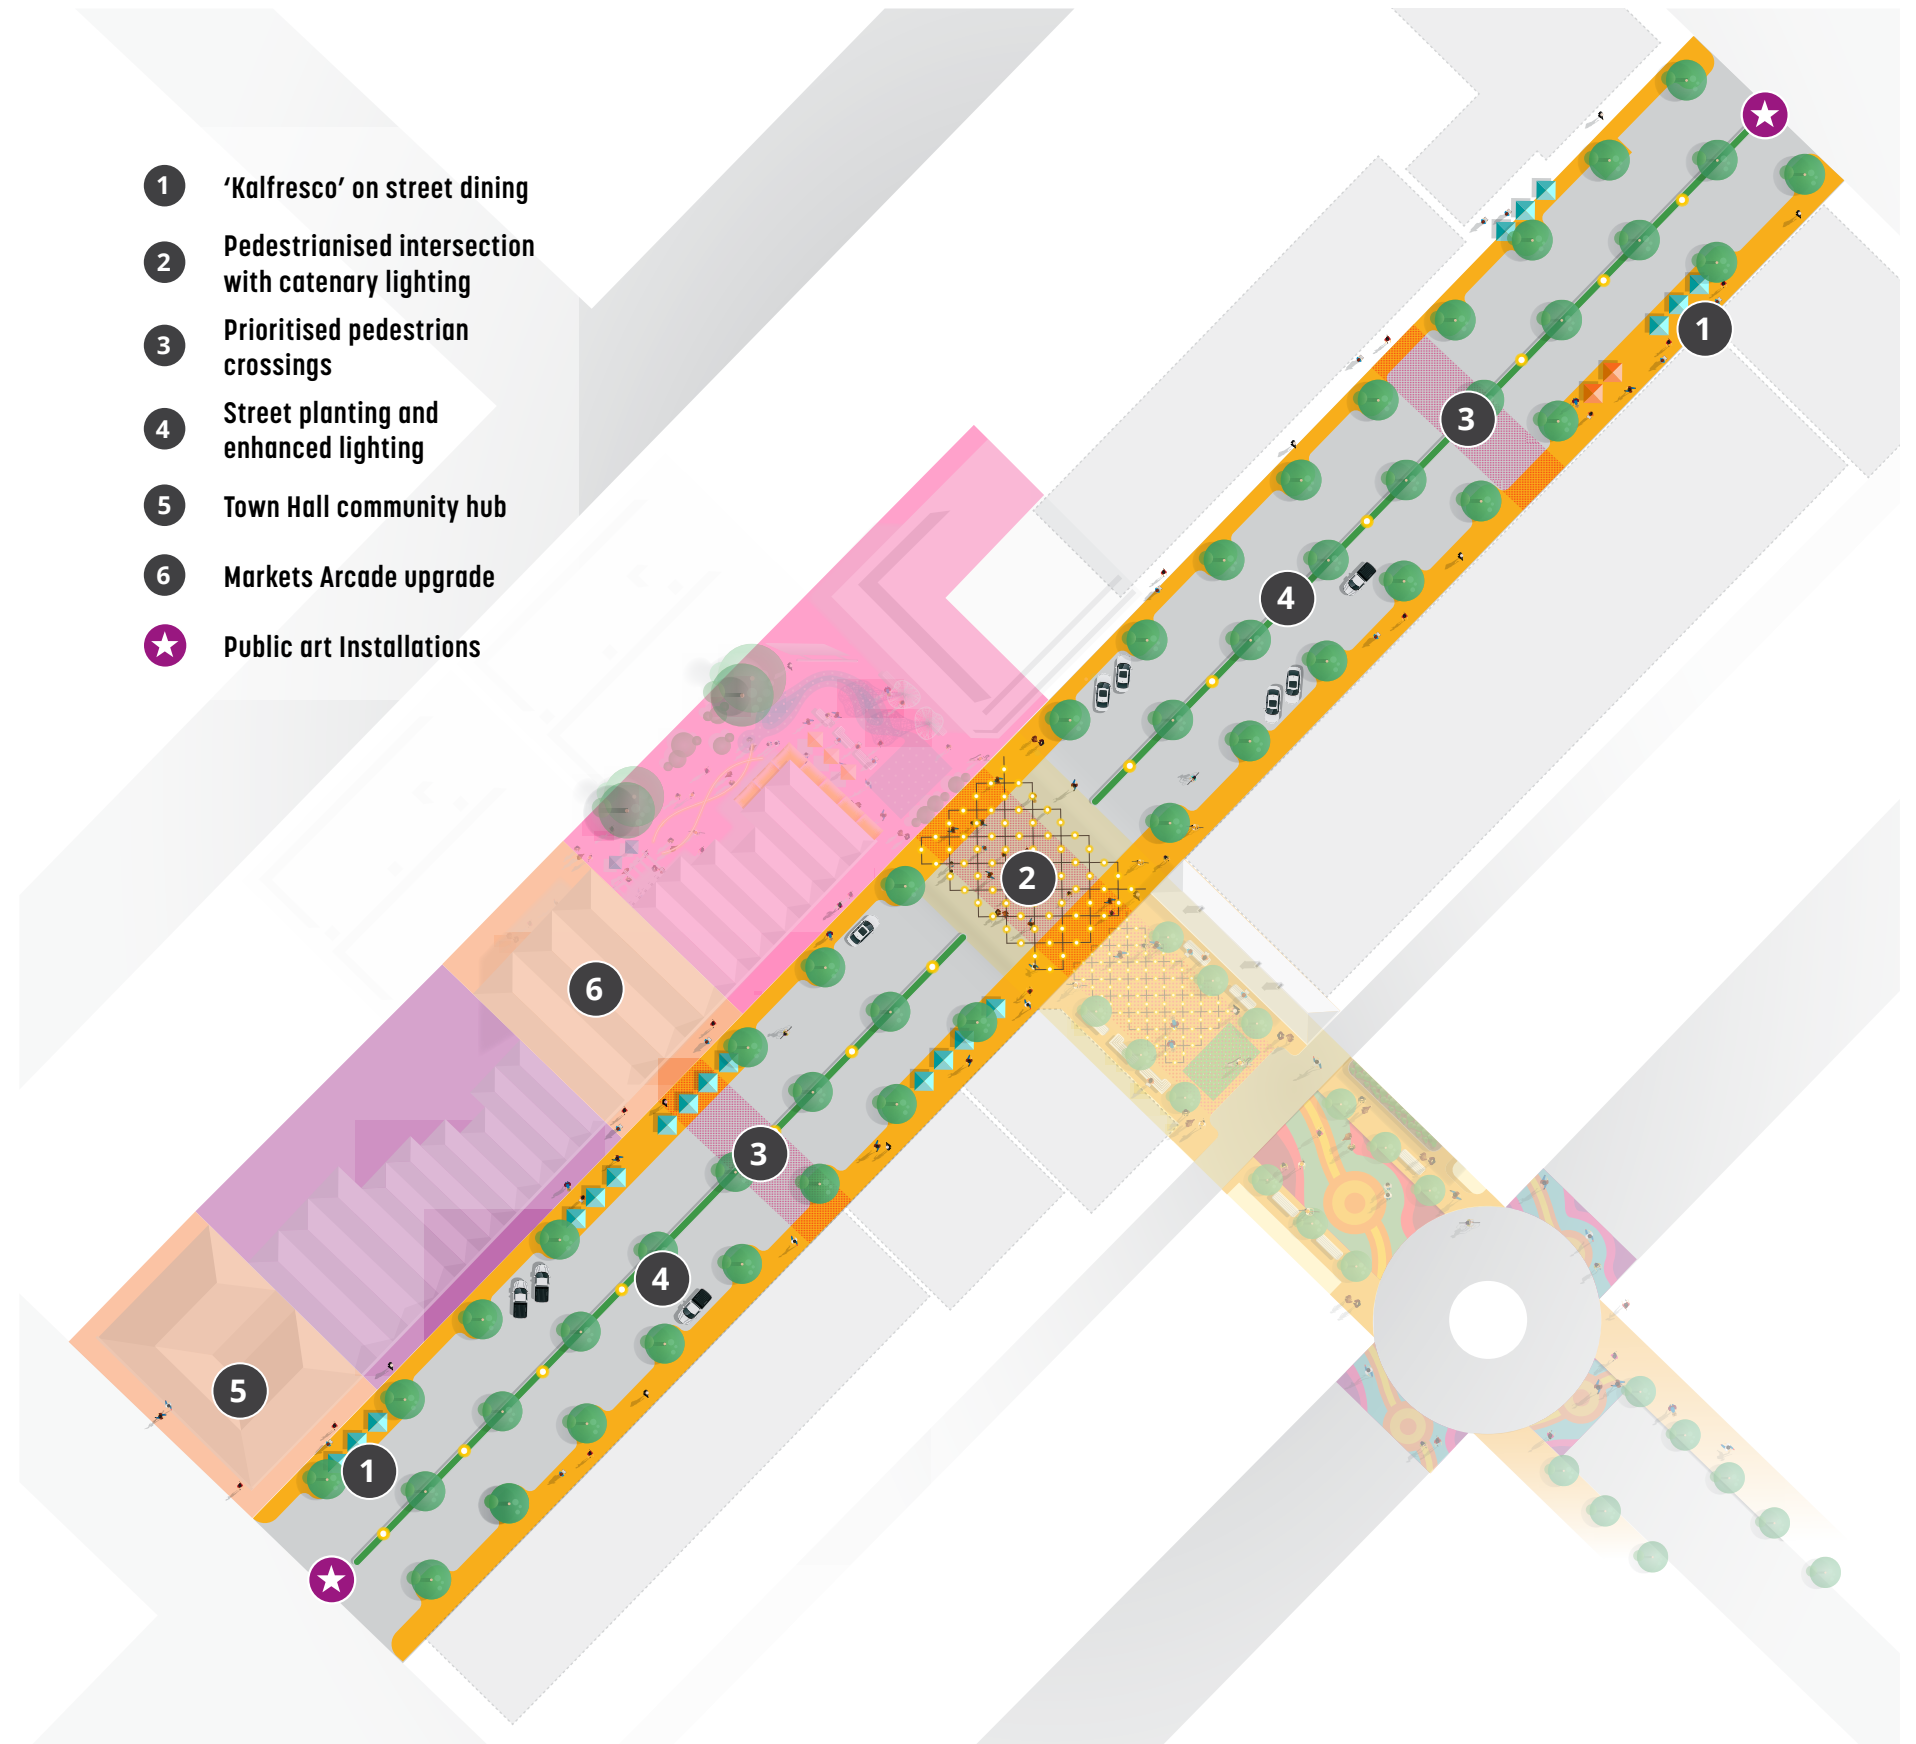 1 ‘Kalfresco’ on street dining
2 Pedestrianised intersection
with catenary lighting
3 Prioritised pedestrian
crossings
4 Street planting and
enhanced lighting
5 Town Hall community hub
6 Markets Arcade upgrade
Public art Installations
1
3
4
2
6
3
4
5
1